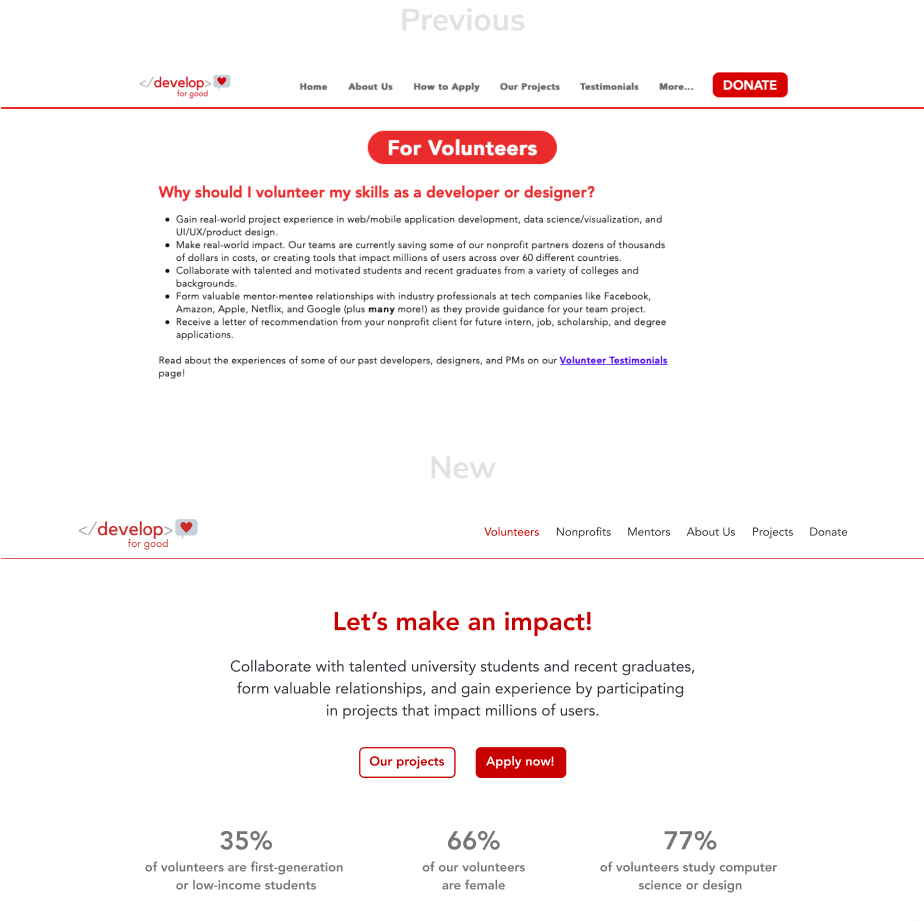 Previous
</develop>
for good
Home About Us How to Apply Our Projects Testimonials More... DONATE
For Volunteers
Why should I volunteer my skills as a developer or designer?
• Gain real-world project experience in web/mobile application development, data science/visualization, and
UI/UX/product design.
• Make real-world impact. Our teams are currently saving some of our nonprofit partners dozens of thousands
of dollars in costs, or creating tools that impact millions of users across over 60 different countries.
• Collaborate with talented and motivated students and recent graduates from a variety of colleges and
backgrounds.
• Form valuable mentor-mentee relationships with industry professionals at tech companies like Facebook,
Amazon, Apple, Netflix, and Google (plus many more!) as they provide guidance for your team project.
• Receive a letter of recommendation from your nonprofit client for future intern, job, scholarship, and degree
applications.
Read about the experiences of some of our past developers, designers, and PMs on our Volunteer Testimonials
page!
New
</develop>
for good
Volunteers Nonprofits Mentors About Us Projects Donate
Let's make an impact!
Collaborate with talented university students and recent graduates,
form valuable relationships, and gain experience by participating
in projects that impact millions of users.
Our projects Apply now!
35% 66% 77%
of volunteers are first-generation of our volunteers of volunteers study computer
or low-income students are female science or design